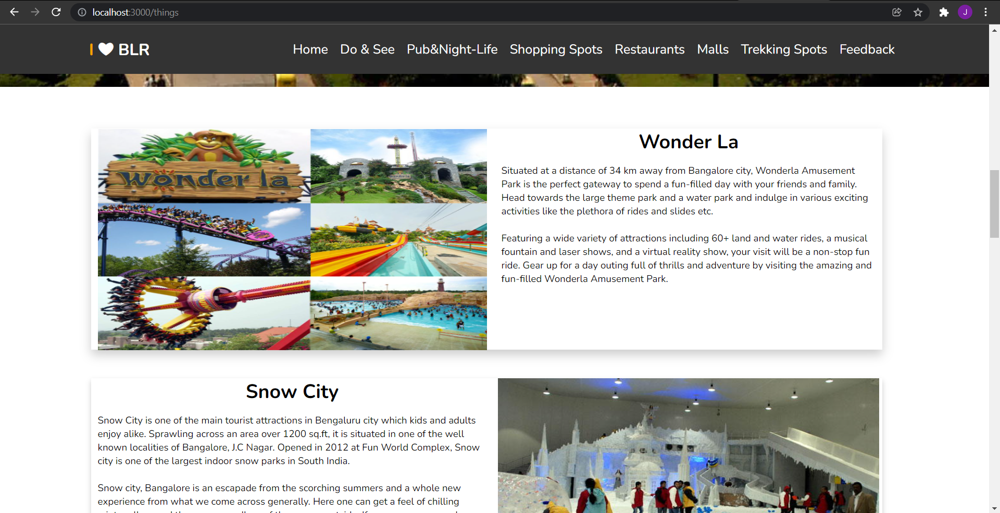 localhost:3000/things
J
I ♥ BLR
Home Do & See Pub&Night-Life Shopping Spots Restaurants Malls Trekking Spots Feedback
Wonder la
Wonder La
Situated at a distance of 34 km away from Bangalore city, Wonderla Amusement
Park is the perfect gateway to spend a fun-filled day with your friends and family.
Head towards the large theme park and a water park and indulge in various exciting
activities like the plethora of rides and slides etc.
Featuring a wide variety of attractions including 60+ land and water rides, a musical
fountain and laser shows, and a virtual reality show, your visit will be a non-stop fun
ride. Gear up for a day outing full of thrills and adventure by visiting the amazing and
fun-filled Wonderla Amusement Park.
Snow City
Snow City is one of the main tourist attractions in Bengaluru city which kids and adults
enjoy alike. Sprawling across an area over 1200 sq.ft, it is situated in one of the well
known localities of Bangalore, J.C Nagar. Opened in 2012 at Fun World Complex, Snow
city is one of the largest indoor snow parks in South India.
Snow city, Bangalore is an escapade from the scorching summers and a whole new
experience from what we come across generally. Here one can get a feel of chilling